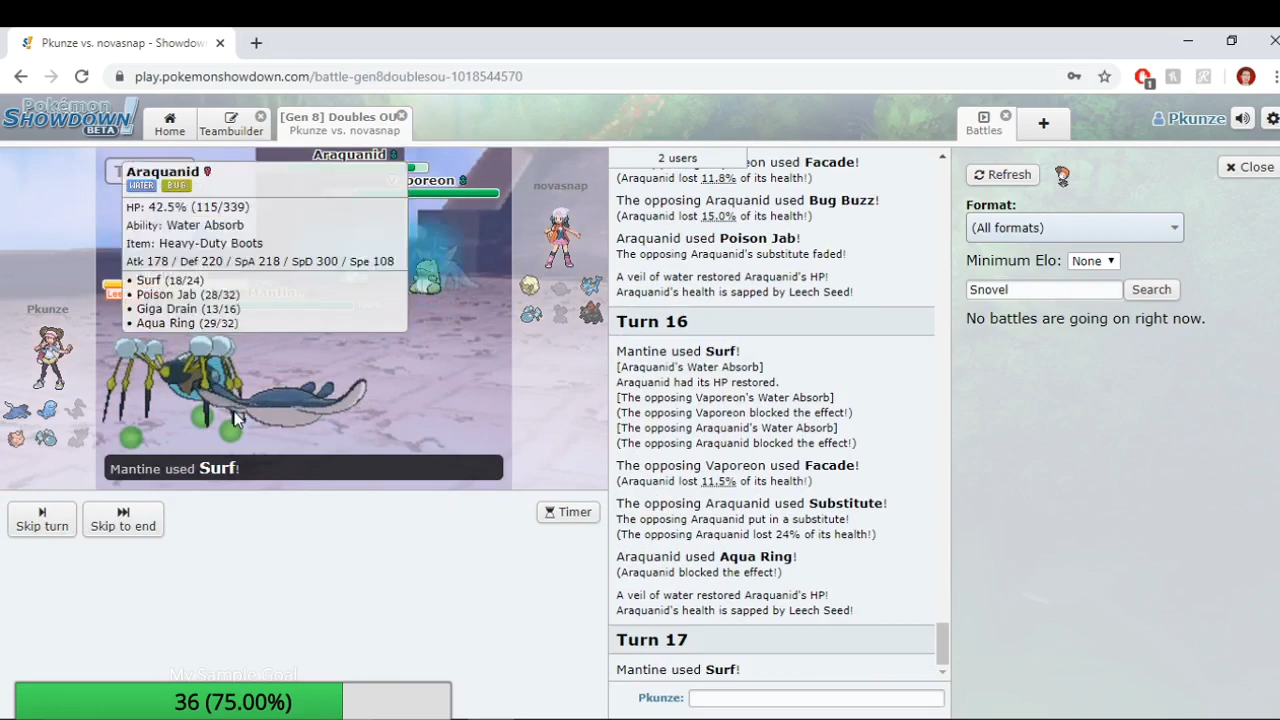 Pkunze vs. novasnap - Showdow
play.pokemonshowdown.com/battle-gen8doublesou-1018544570
1
Pokémon
Showdown!
BETA
Home
Teambuilder
[Gen 8] Doubles OU
Pkunze vs. novasnap
Battles
Pkunze
Araquanid
poreon
Araquanid
WATER BUG
HP: 42.5% (115/339)
Ability: Water Absorb
Item: Heavy-Duty Boots
Atk 178 / Def 220 / SpA 218 / SpD 300 / Spe 108
• Surf (18/24)
• Poison Jab (28/32)
• Giga Drain (13/16)
• Aqua Ring (29/32)
novasnap
Pkunze
Mantine used Surf!
Skip turn
Skip to end
Timer
My Sample Goal
36 (75.00%)
2 users
eon used Facade!
(Araquanid lost 11.8% of its health!)
The opposing Araquanid used Bug Buzz!
(Araquanid lost 15.0% of its health!)
Araquanid used Poison Jab!
The opposing Araquanid's substitute faded!
A veil of water restored Araquanid's HP!
Araquanid's health is sapped by Leech Seed!
Turn 16
Mantine used Surf!
[Araquanid's Water Absorb]
Araquanid had its HP restored.
[The opposing Vaporeon's Water Absorb]
(The opposing Vaporeon blocked the effect!)
[The opposing Araquanid's Water Absorb]
(The opposing Araquanid blocked the effect!)
The opposing Vaporeon used Facade!
(Araquanid lost 11.5% of its health!)
The opposing Araquanid used Substitute!
The opposing Araquanid put in a substitute!
(The opposing Araquanid lost 24% of its health!)
Araquanid used Aqua Ring!
(Araquanid blocked the effect!)
A veil of water restored Araquanid's HP!
Araquanid's health is sapped by Leech Seed!
Turn 17
Mantine used Surf!
Pkunze:
Refresh
Close
Format:
(All formats)
Minimum Elo: None
Snovel
Search
No battles are going on right now.